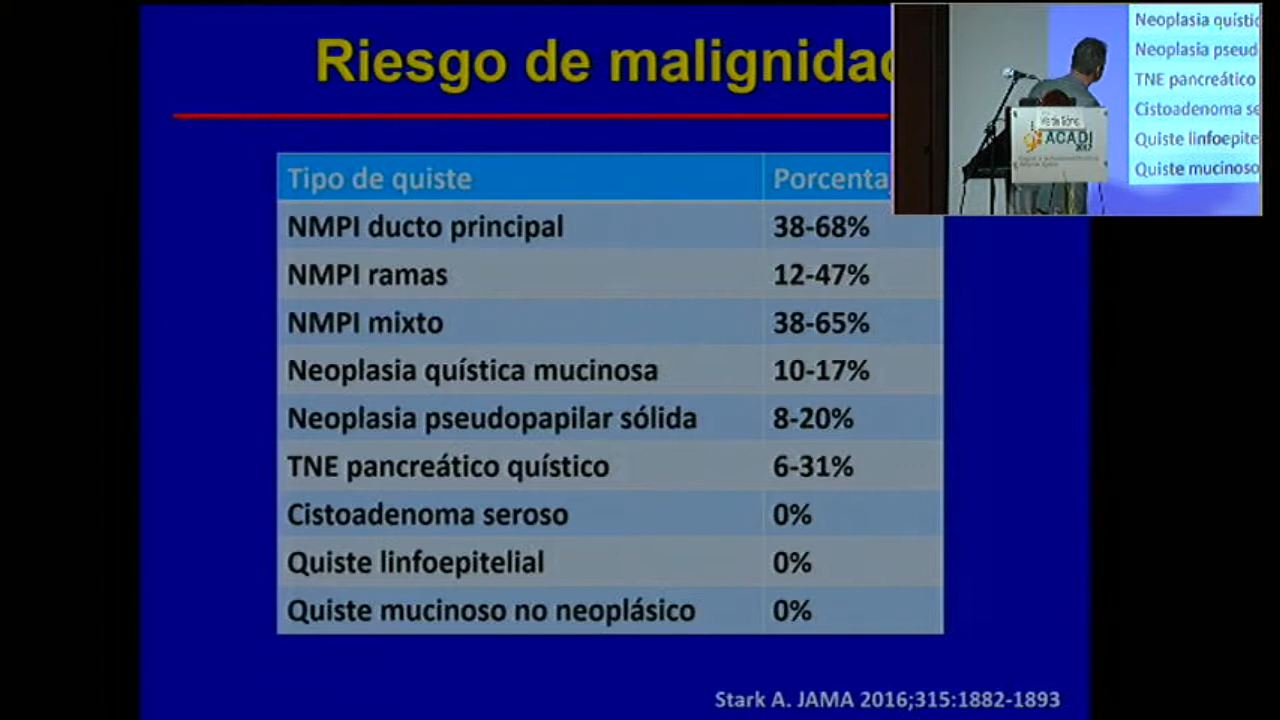 Riesgo de malignidad
Tipo de quiste Porcenta
NMPI ducto principal 38-68%
NMPI ramas 12-47%
NMPI mixto 38-65%
Neoplasia quística mucinosa 10-17%
Neoplasia pseudopapilar sólida 8-20%
TNE pancreático quístico 6-31%
Cistoadenoma seroso 0%
Quiste linfoepitelial 0%
Quiste mucinoso no neoplásico 0%
Stark A. JAMA 2016;315:1882-1893
Neoplasia quístic
Neoplasia pseud
TNE pancreático
Cistoadenoma se
Quiste linfoepite
Quiste mucinoso
ACADI
2017